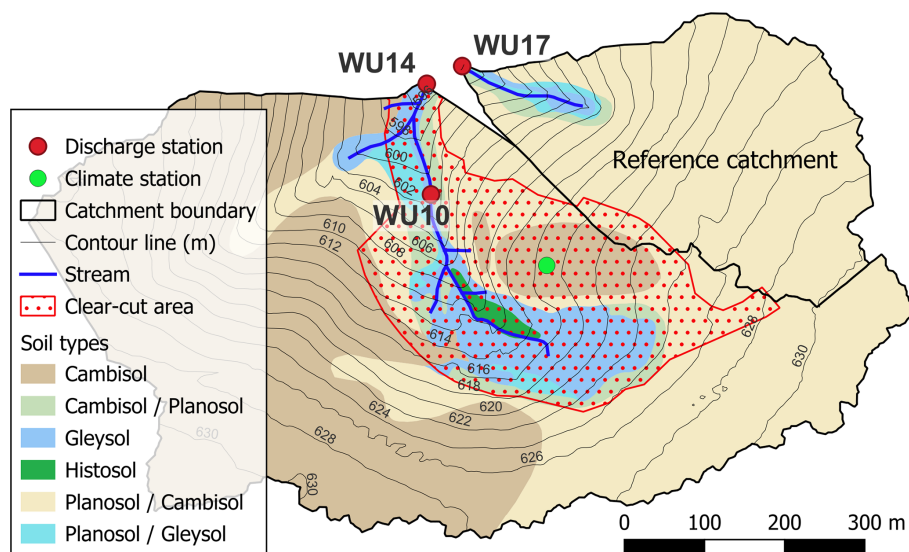 WU17
WU14
Reference catchment
WU10
596
598
600
602
604
606
608
610
612
614
616
618
620
622
624
626
628
628
630
630
630
Discharge station
Climate station
Catchment boundary
Contour line (m)
Stream
Clear-cut area
Soil types
Cambisol
Cambisol / Planosol
Gleysol
Histosol
Planosol / Cambisol
Planosol / Gleysol
0 100 200 300 m